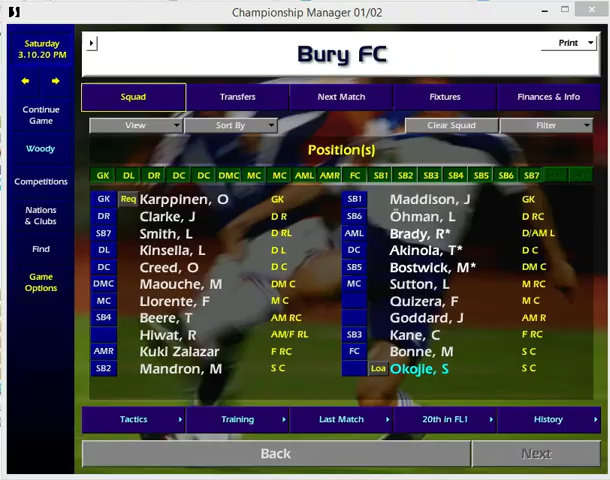 Championship Manager 01/02
Saturday
3.10.20 PM
Continue
Game
Woody
Competitions
Nations
& Clubs
Find
Game
Options
Bury FC
Print
Squad Transfers Next Match Fixtures Finances & Info
View Sort By Clear Squad Filter
Position(s)
GK DL DR DC DC DMC MC MC AML AMR FC SB1 SB2 SB3 SB4 SB5 SB6 SB7
GK Req Karppinen, O GK SB1 Maddison, J GK
DR Clarke, J D R SB6 Öhman, L D RC
SB7 Smith, L D RL AML Brady, R* D/AM L
DL Kinsella, L D L DC Akinola, T* D C
DC Creed, O D C SB5 Bostwick, M* DM C
DMC Maouche, M DM C MC Sutton, L M RC
MC Llorente, F M C Quizera, F M C
SB4 Beere, T AM RC Goddard, J AM R
Hiwat, R AM/F RL SB3 Kane, C F RC
AMR Kuki Zalazar F RC FC Bonne, M S C
SB2 Mandron, M S C Loa Okojie, S S C
Tactics Training Last Match 20th in FL1 History
Back Next